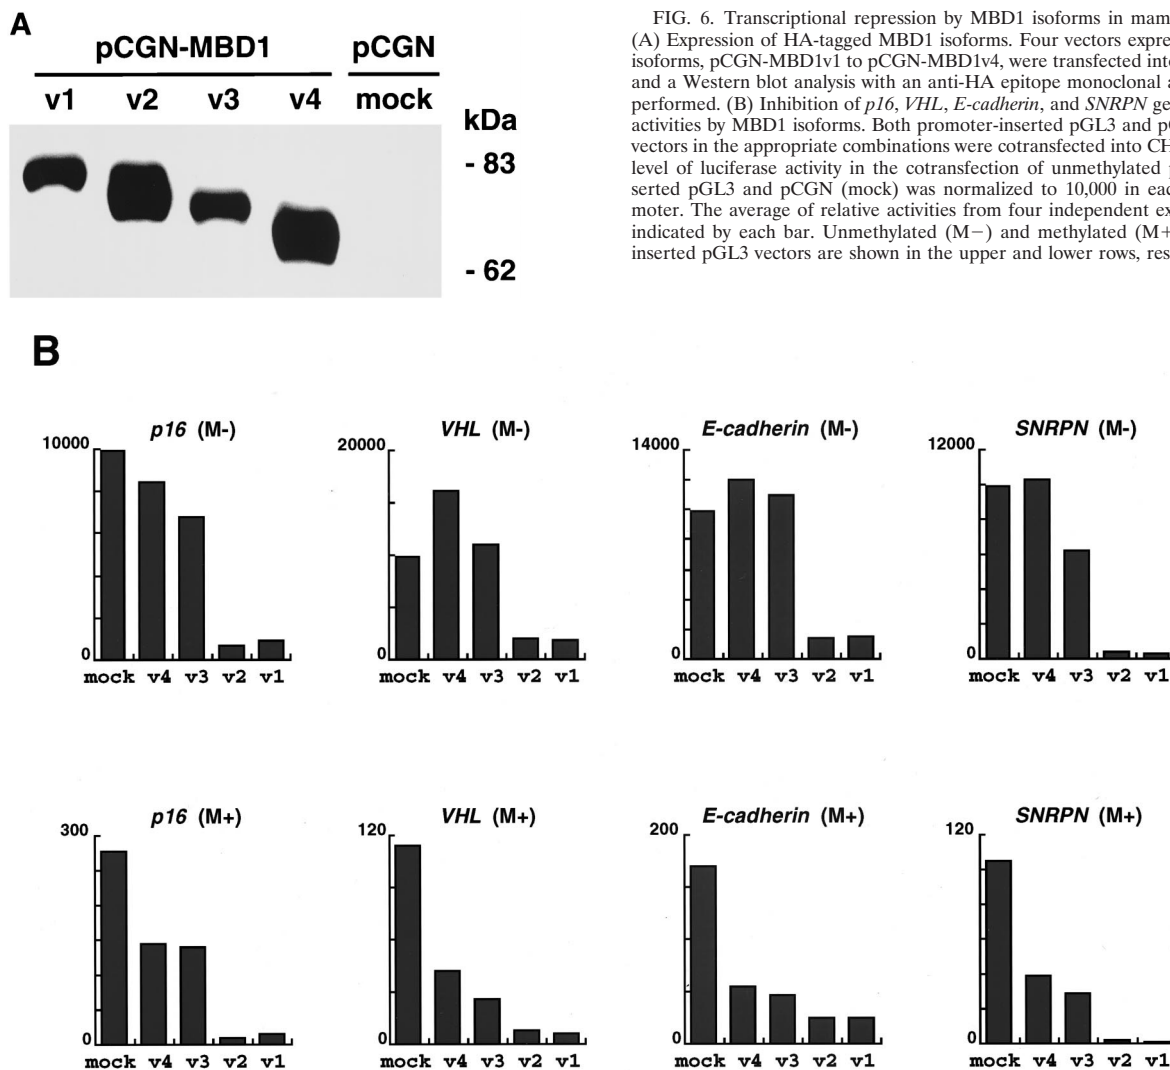 A
pCGN-MBD1 pCGN
v1 v2 v3 v4 mock
kDa
- 83
- 62
FIG. 6. Transcriptional repression by MBD1 isoforms in mam
(A) Expression of HA-tagged MBD1 isoforms. Four vectors expre
isoforms, pCGN-MBD1v1 to pCGN-MBD1v4, were transfected into
and a Western blot analysis with an anti-HA epitope monoclonal a
performed. (B) Inhibition of p16, VHL, E-cadherin, and SNRPN ge
activities by MBD1 isoforms. Both promoter-inserted pGL3 and pC
vectors in the appropriate combinations were cotransfected into CH
level of luciferase activity in the cotransfection of unmethylated p
serted pGL3 and pCGN (mock) was normalized to 10,000 in eac
moter. The average of relative activities from four independent ex
indicated by each bar. Unmethylated (M−) and methylated (M+
inserted pGL3 vectors are shown in the upper and lower rows, res
B
p16 (M-)
10000
0
mock v4 v3 v2 v1
VHL (M-)
20000
0
mock v4 v3 v2 v1
E-cadherin (M-)
14000
0
mock v4 v3 v2 v1
SNRPN (M-)
12000
0
mock v4 v3 v2 v1
p16 (M+)
300
0
mock v4 v3 v2 v1
VHL (M+)
120
0
mock v4 v3 v2 v1
E-cadherin (M+)
200
0
mock v4 v3 v2 v1
SNRPN (M+)
120
0
mock v4 v3 v2 v1